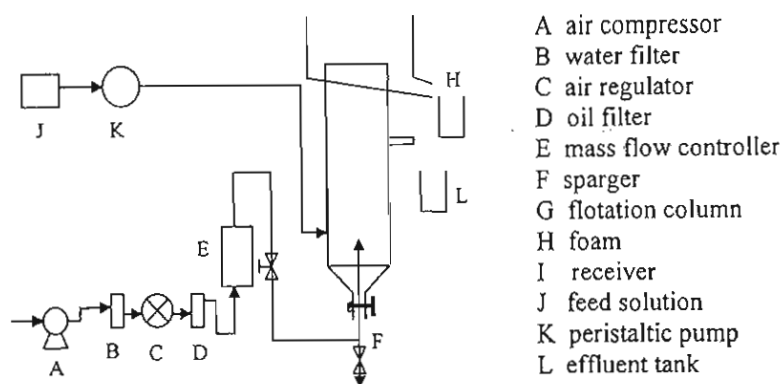 H
J
K
L
E
F
A
B
C
D
A air compressor
B water filter
C air regulator
D oil filter
E mass flow controller
F sparger
G flotation column
H foam
I receiver
J feed solution
K peristaltic pump
L effluent tank